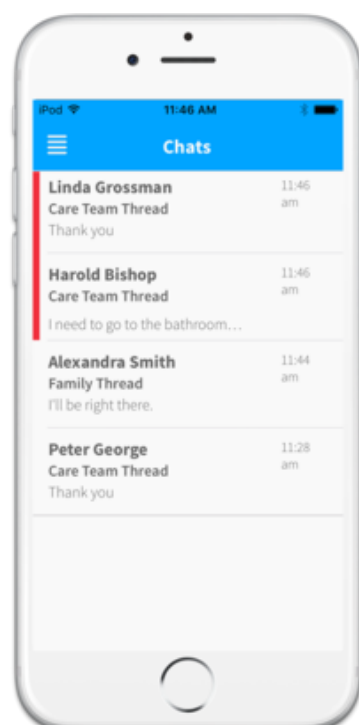 iPod 11:46 AM
Chats
Linda Grossman 11:46
Care Team Thread am
Thank you
Harold Bishop 11:46
Care Team Thread am
I need to go to the bathroom…
Alexandra Smith 11:44
Family Thread am
I'll be right there.
Peter George 11:28
Care Team Thread am
Thank you